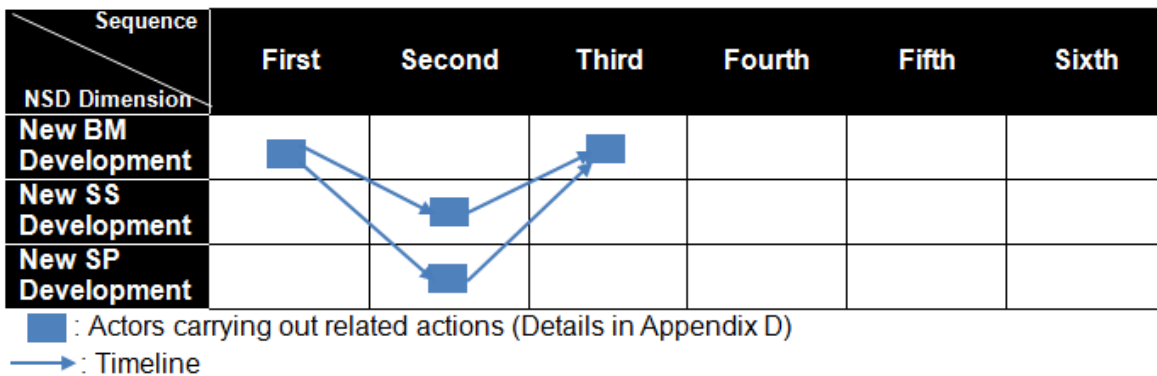 Sequence
NSD Dimension
First Second Third Fourth Fifth Sixth
New BM
Development
New SS
Development
New SP
Development
: Actors carrying out related actions (Details in Appendix D)
: Timeline